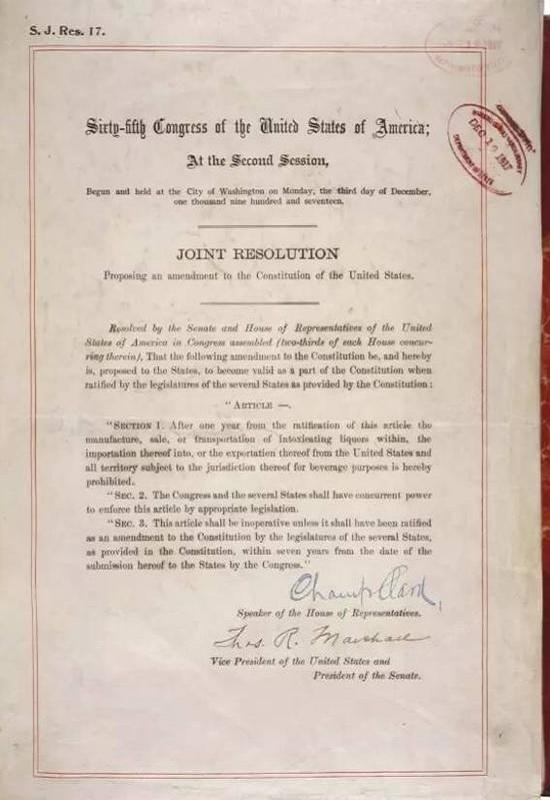 S. J. Res. 17.
DEC 19 1917
Sixty-fifth Congress of the United States of America;
At the Second Session,
Begun and held at the City of Washington on Monday, the third day of December,
one thousand nine hundred and seventeen.
JOINT RESOLUTION
Proposing an amendment to the Constitution of the United States.
Resolved by the Senate and House of Representatives of the United
States of America in Congress assembled (two-thirds of each House concur-
ring therein), That the following amendment to the Constitution be, and hereby
is, proposed to the States, to become valid as a part of the Constitution when
ratified by the legislatures of the several States as provided by the Constitution:
"ARTICLE —.
"SECTION 1. After one year from the ratification of this article the
manufacture, sale, or transportation of intoxicating liquors within, the
importation thereof into, or the exportation thereof from the United States and
all territory subject to the jurisdiction thereof for beverage purposes is hereby
prohibited.
"SEC. 2. The Congress and the several States shall have concurrent power
to enforce this article by appropriate legislation.
"SEC. 3. This article shall be inoperative unless it shall have been ratified
as an amendment to the Constitution by the legislatures of the several States,
as provided in the Constitution, within seven years from the date of the
submission hereof to the States by the Congress."
Champ Clark
Speaker of the House of Representatives.
Thos. R. Marshall
Vice President of the United States and
President of the Senate.